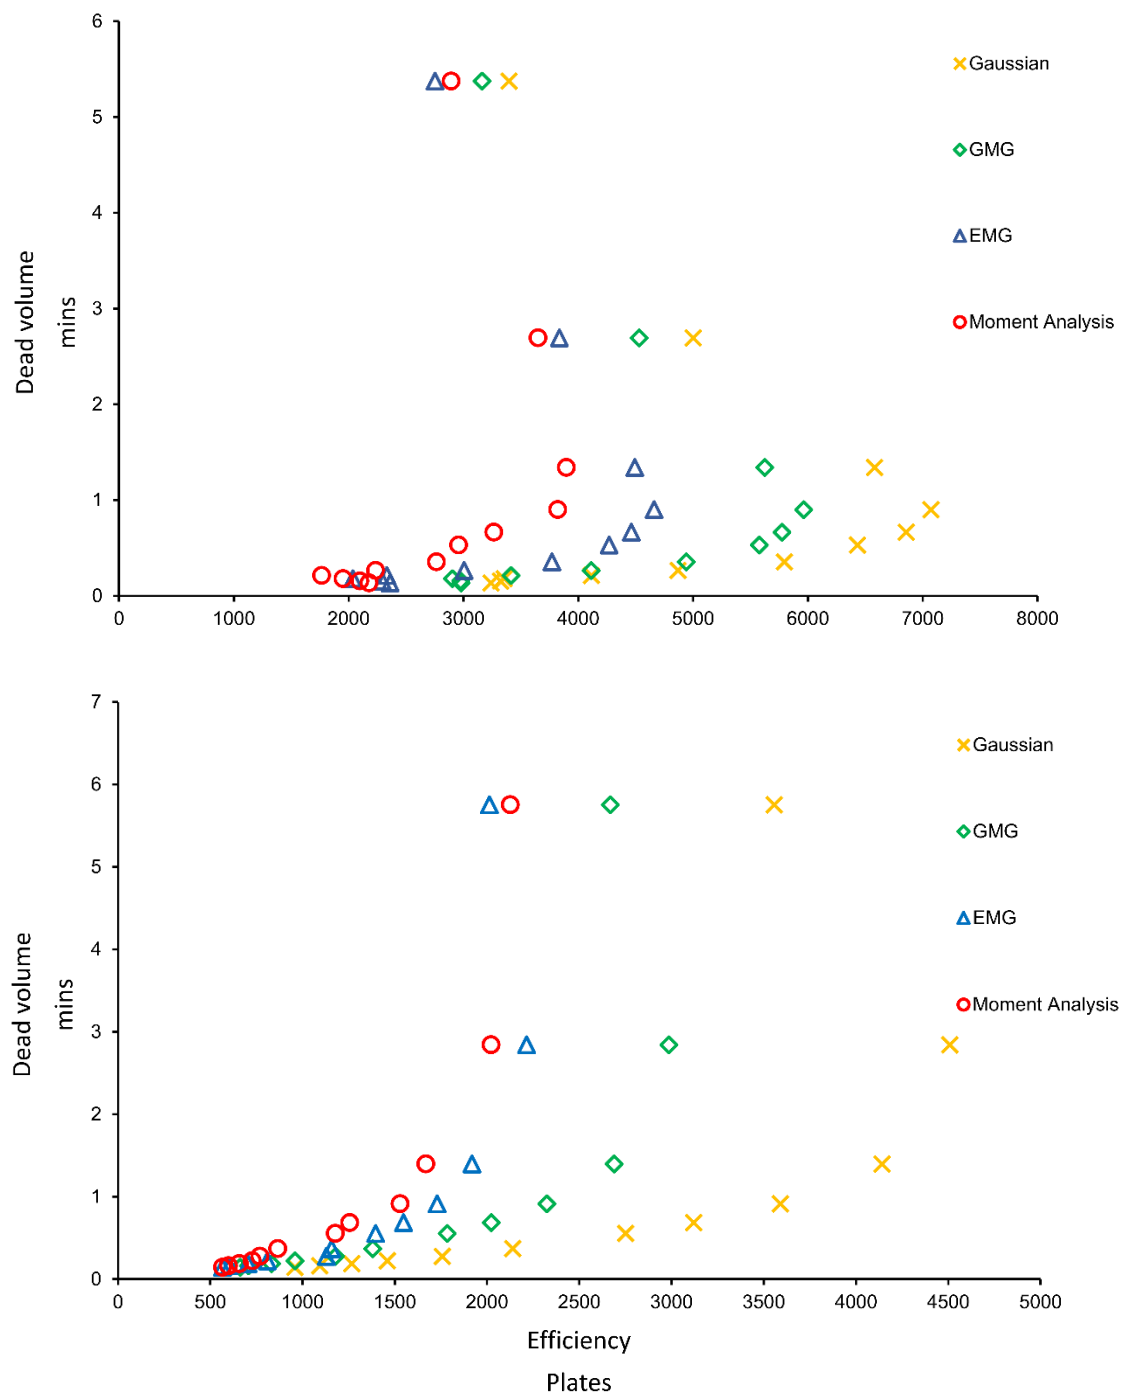 6
Gaussian
5
GMG
4
EMG
3
Moment Analysis
2
1
0
Dead volume
mins
0 1000 2000 3000 4000 5000 6000 7000 8000
7
Gaussian
6
GMG
5
EMG
4
Moment Analysis
3
2
1
0
Dead volume
mins
0 500 1000 1500 2000 2500 3000 3500 4000 4500 5000
Efficiency
Plates